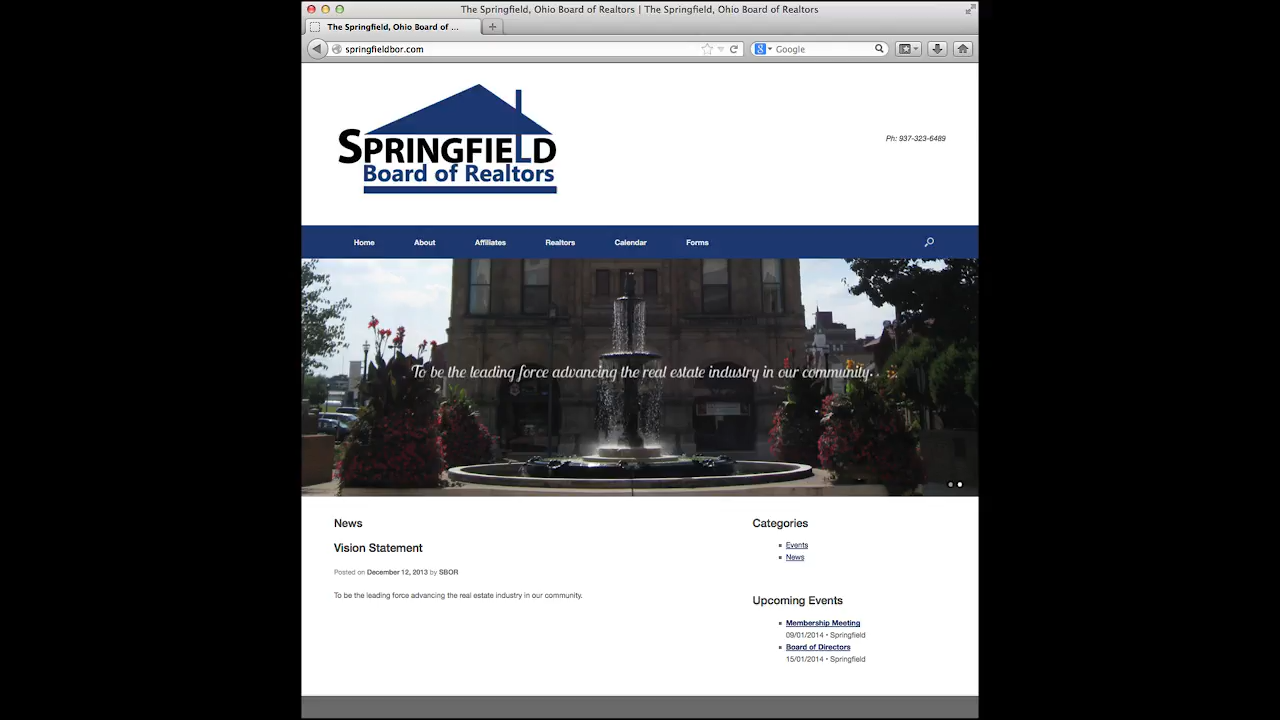 The Springfield, Ohio Board of Realtors | The Springfield, Ohio Board of Realtors
The Springfield, Ohio Board of ...
springfieldbor.com
Google
SPRINGFIELD
Board of Realtors
Ph: 937-323-6489
Home About Affiliates Realtors Calendar Forms
To be the leading force advancing the real estate industry in our community.
News
Vision Statement
Posted on December 12, 2013 by SBOR
To be the leading force advancing the real estate industry in our community.
Categories
Events
News
Upcoming Events
Membership Meeting
09/01/2014 • Springfield
Board of Directors
15/01/2014 • Springfield